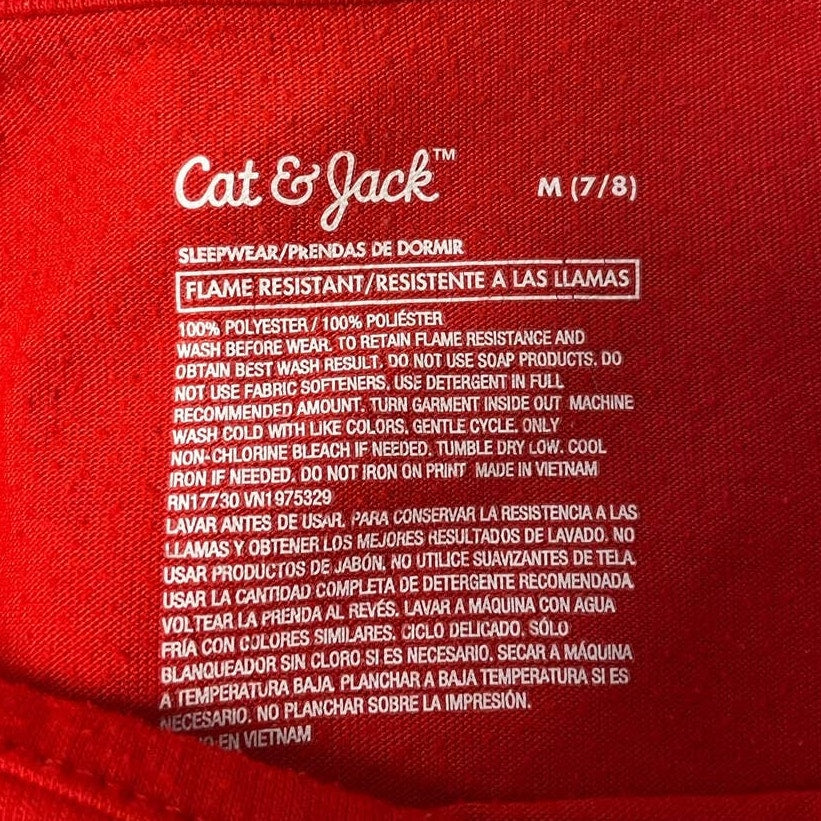 Cat & Jack™
M (7/8)
SLEEPWEAR/PRENDAS DE DORMIR
FLAME RESISTANT/RESISTENTE A LAS LLAMAS
100% POLYESTER / 100% POLIÉSTER
WASH BEFORE WEAR. TO RETAIN FLAME RESISTANCE AND
OBTAIN BEST WASH RESULT, DO NOT USE SOAP PRODUCTS. DO
NOT USE FABRIC SOFTENERS. USE DETERGENT IN FULL
RECOMMENDED AMOUNT. TURN GARMENT INSIDE OUT MACHINE
WASH COLD WITH LIKE COLORS. GENTLE CYCLE. ONLY
NON-CHLORINE BLEACH IF NEEDED. TUMBLE DRY LOW. COOL
IRON IF NEEDED. DO NOT IRON ON PRINT MADE IN VIETNAM
RN17730 VN1975329
LAVAR ANTES DE USAR. PARA CONSERVAR LA RESISTENCIA A LAS
LLAMAS Y OBTENER LOS MEJORES RESULTADOS DE LAVADO. NO
USAR PRODUCTOS DE JABÓN. NO UTILICE SUAVIZANTES DE TELA.
USAR LA CANTIDAD COMPLETA DE DETERGENTE RECOMENDADA.
VOLTEAR LA PRENDA AL REVÉS. LAVAR A MÁQUINA CON AGUA
FRÍA CON COLORES SIMILARES. CICLO DELICADO. SÓLO
BLANQUEADOR SIN CLORO SI ES NECESARIO. SECAR A MÁQUINA
A TEMPERATURA BAJA. PLANCHAR A BAJA TEMPERATURA SI ES
NECESARIO. NO PLANCHAR SOBRE LA IMPRESIÓN.
EN VIETNAM